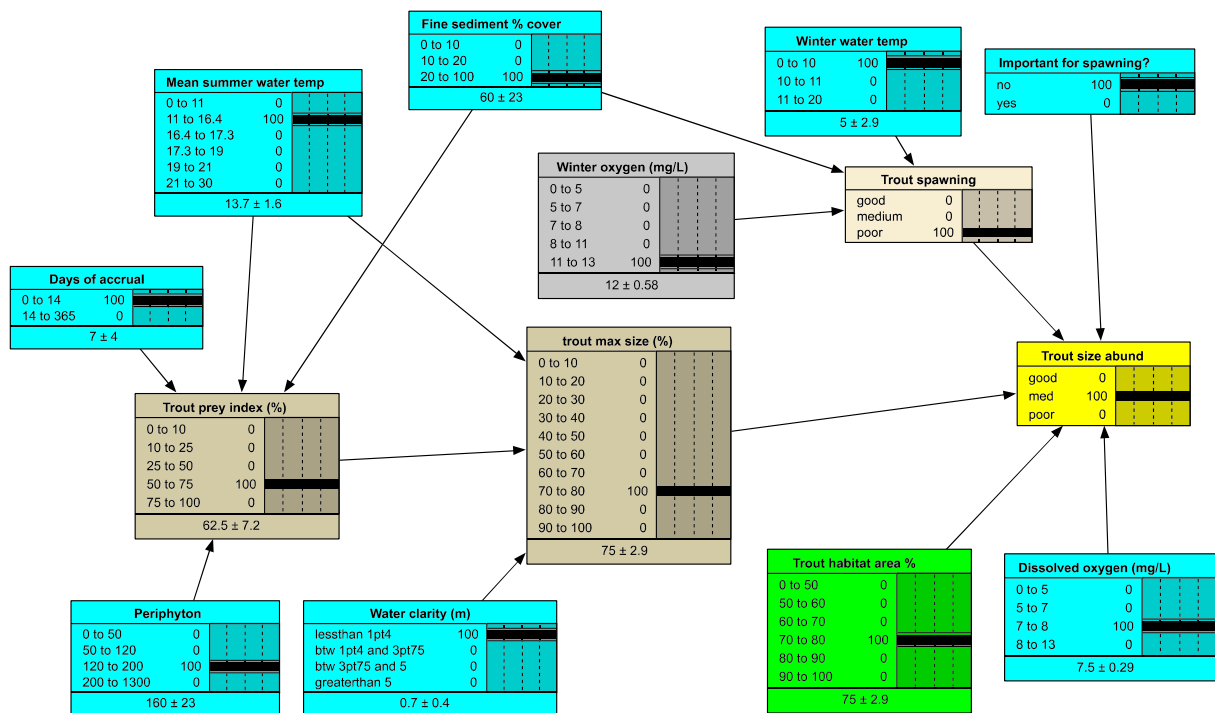 Fine sediment % cover
0 to 10 0
10 to 20 0
20 to 100 100
60 ± 23
Winter water temp
0 to 10 100
10 to 11 0
11 to 20 0
5 ± 2.9
Important for spawning?
no 100
yes 0
Mean summer water temp
0 to 11 0
11 to 16.4 100
16.4 to 17.3 0
17.3 to 19 0
19 to 21 0
21 to 30 0
13.7 ± 1.6
Winter oxygen (mg/L)
0 to 5 0
5 to 7 0
7 to 8 0
8 to 11 0
11 to 13 100
12 ± 0.58
Trout spawning
good 0
medium 0
poor 100
Days of accrual
0 to 14 100
14 to 365 0
7 ± 4
trout max size (%)
0 to 10 0
10 to 20 0
20 to 30 0
30 to 40 0
40 to 50 0
50 to 60 0
60 to 70 0
70 to 80 100
80 to 90 0
90 to 100 0
75 ± 2.9
Trout size abund
good 0
med 100
poor 0
Trout prey index (%)
0 to 10 0
10 to 25 0
25 to 50 0
50 to 75 100
75 to 100 0
62.5 ± 7.2
Trout habitat area %
0 to 50 0
50 to 60 0
60 to 70 0
70 to 80 100
80 to 90 0
90 to 100 0
75 ± 2.9
Dissolved oxygen (mg/L)
0 to 5 0
5 to 7 0
7 to 8 100
8 to 13 0
7.5 ± 0.29
Periphyton
0 to 50 0
50 to 120 0
120 to 200 100
200 to 1300 0
160 ± 23
Water clarity (m)
lessthan 1pt4 100
btw 1pt4 and 3pt75 0
btw 3pt75 and 5 0
greaterthan 5 0
0.7 ± 0.4